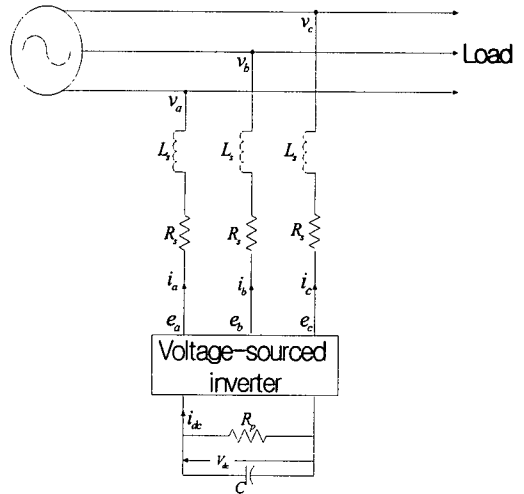 v_c
v_b
Load
v_a
L_s L_s L_s
R_s R_s R_s
i_a i_b i_c
e_a e_b e_c
Voltage-sourced
inverter
i_dc R_p
V_dc
C